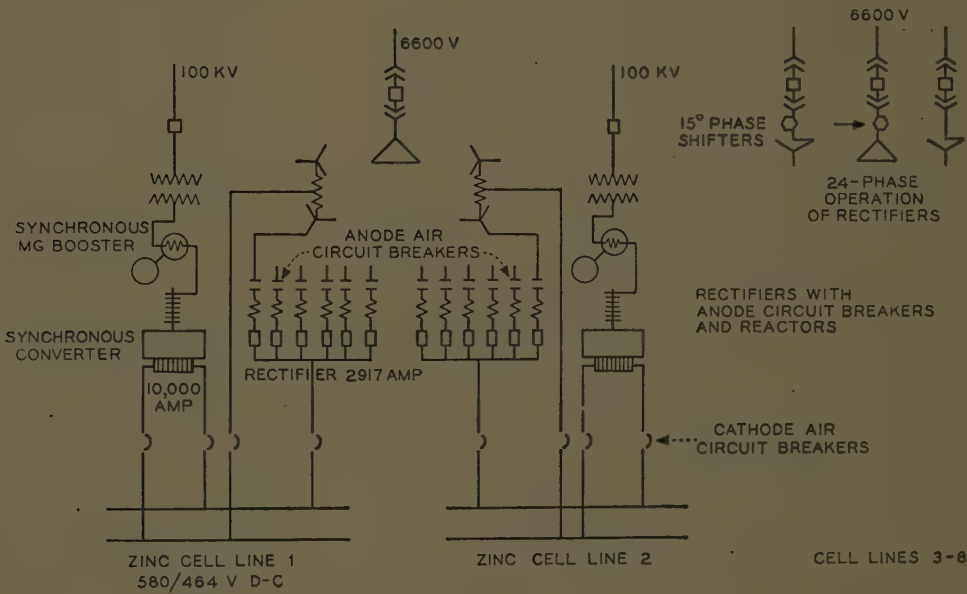 6600 V
6600 V
100 KV
100 KV
15° PHASE
SHIFTERS
24-PHASE
OPERATION
OF RECTIFIERS
SYNCHRONOUS
MG BOOSTER
ANODE AIR
CIRCUIT BREAKERS
RECTIFIERS WITH
ANODE CIRCUIT BREAKERS
AND REACTORS
SYNCHRONOUS
CONVERTER
RECTIFIER 2917 AMP
10,000
AMP
CATHODE AIR
CIRCUIT BREAKERS
ZINC CELL LINE 1
580/464 V D-C
ZINC CELL LINE 2
CELL LINES 3-8